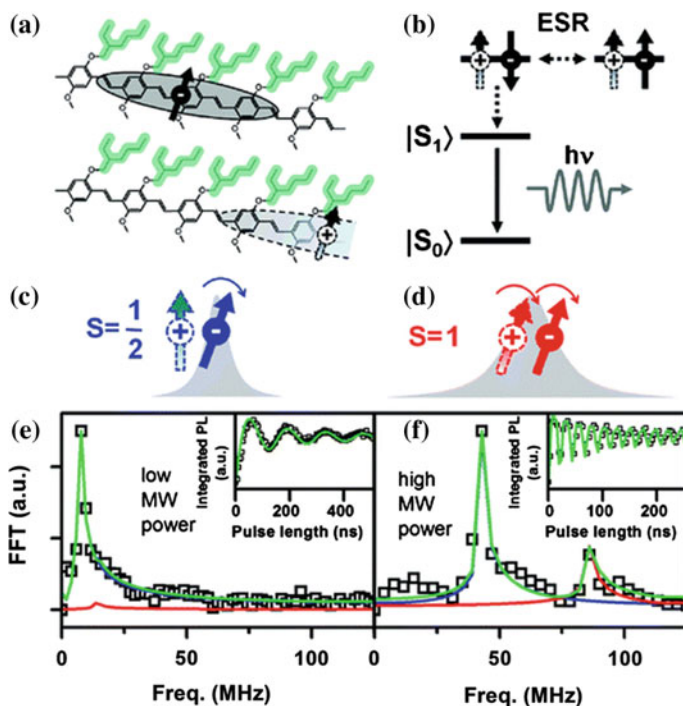 (a)
(b)
ESR
|S₁⟩
hν
|S₀⟩
(c)
S=1/2
(d)
S=1
(e)
low
MW
power
Integrated PL
(a.u.)
0 200 400
Pulse length (ns)
(f)
high
MW
power
Integrated PL
(a.u.)
0 100 200
Pulse length (ns)
FFT (a.u.)
0 50 100
Freq. (MHz)
0 50 100
Freq. (MHz)